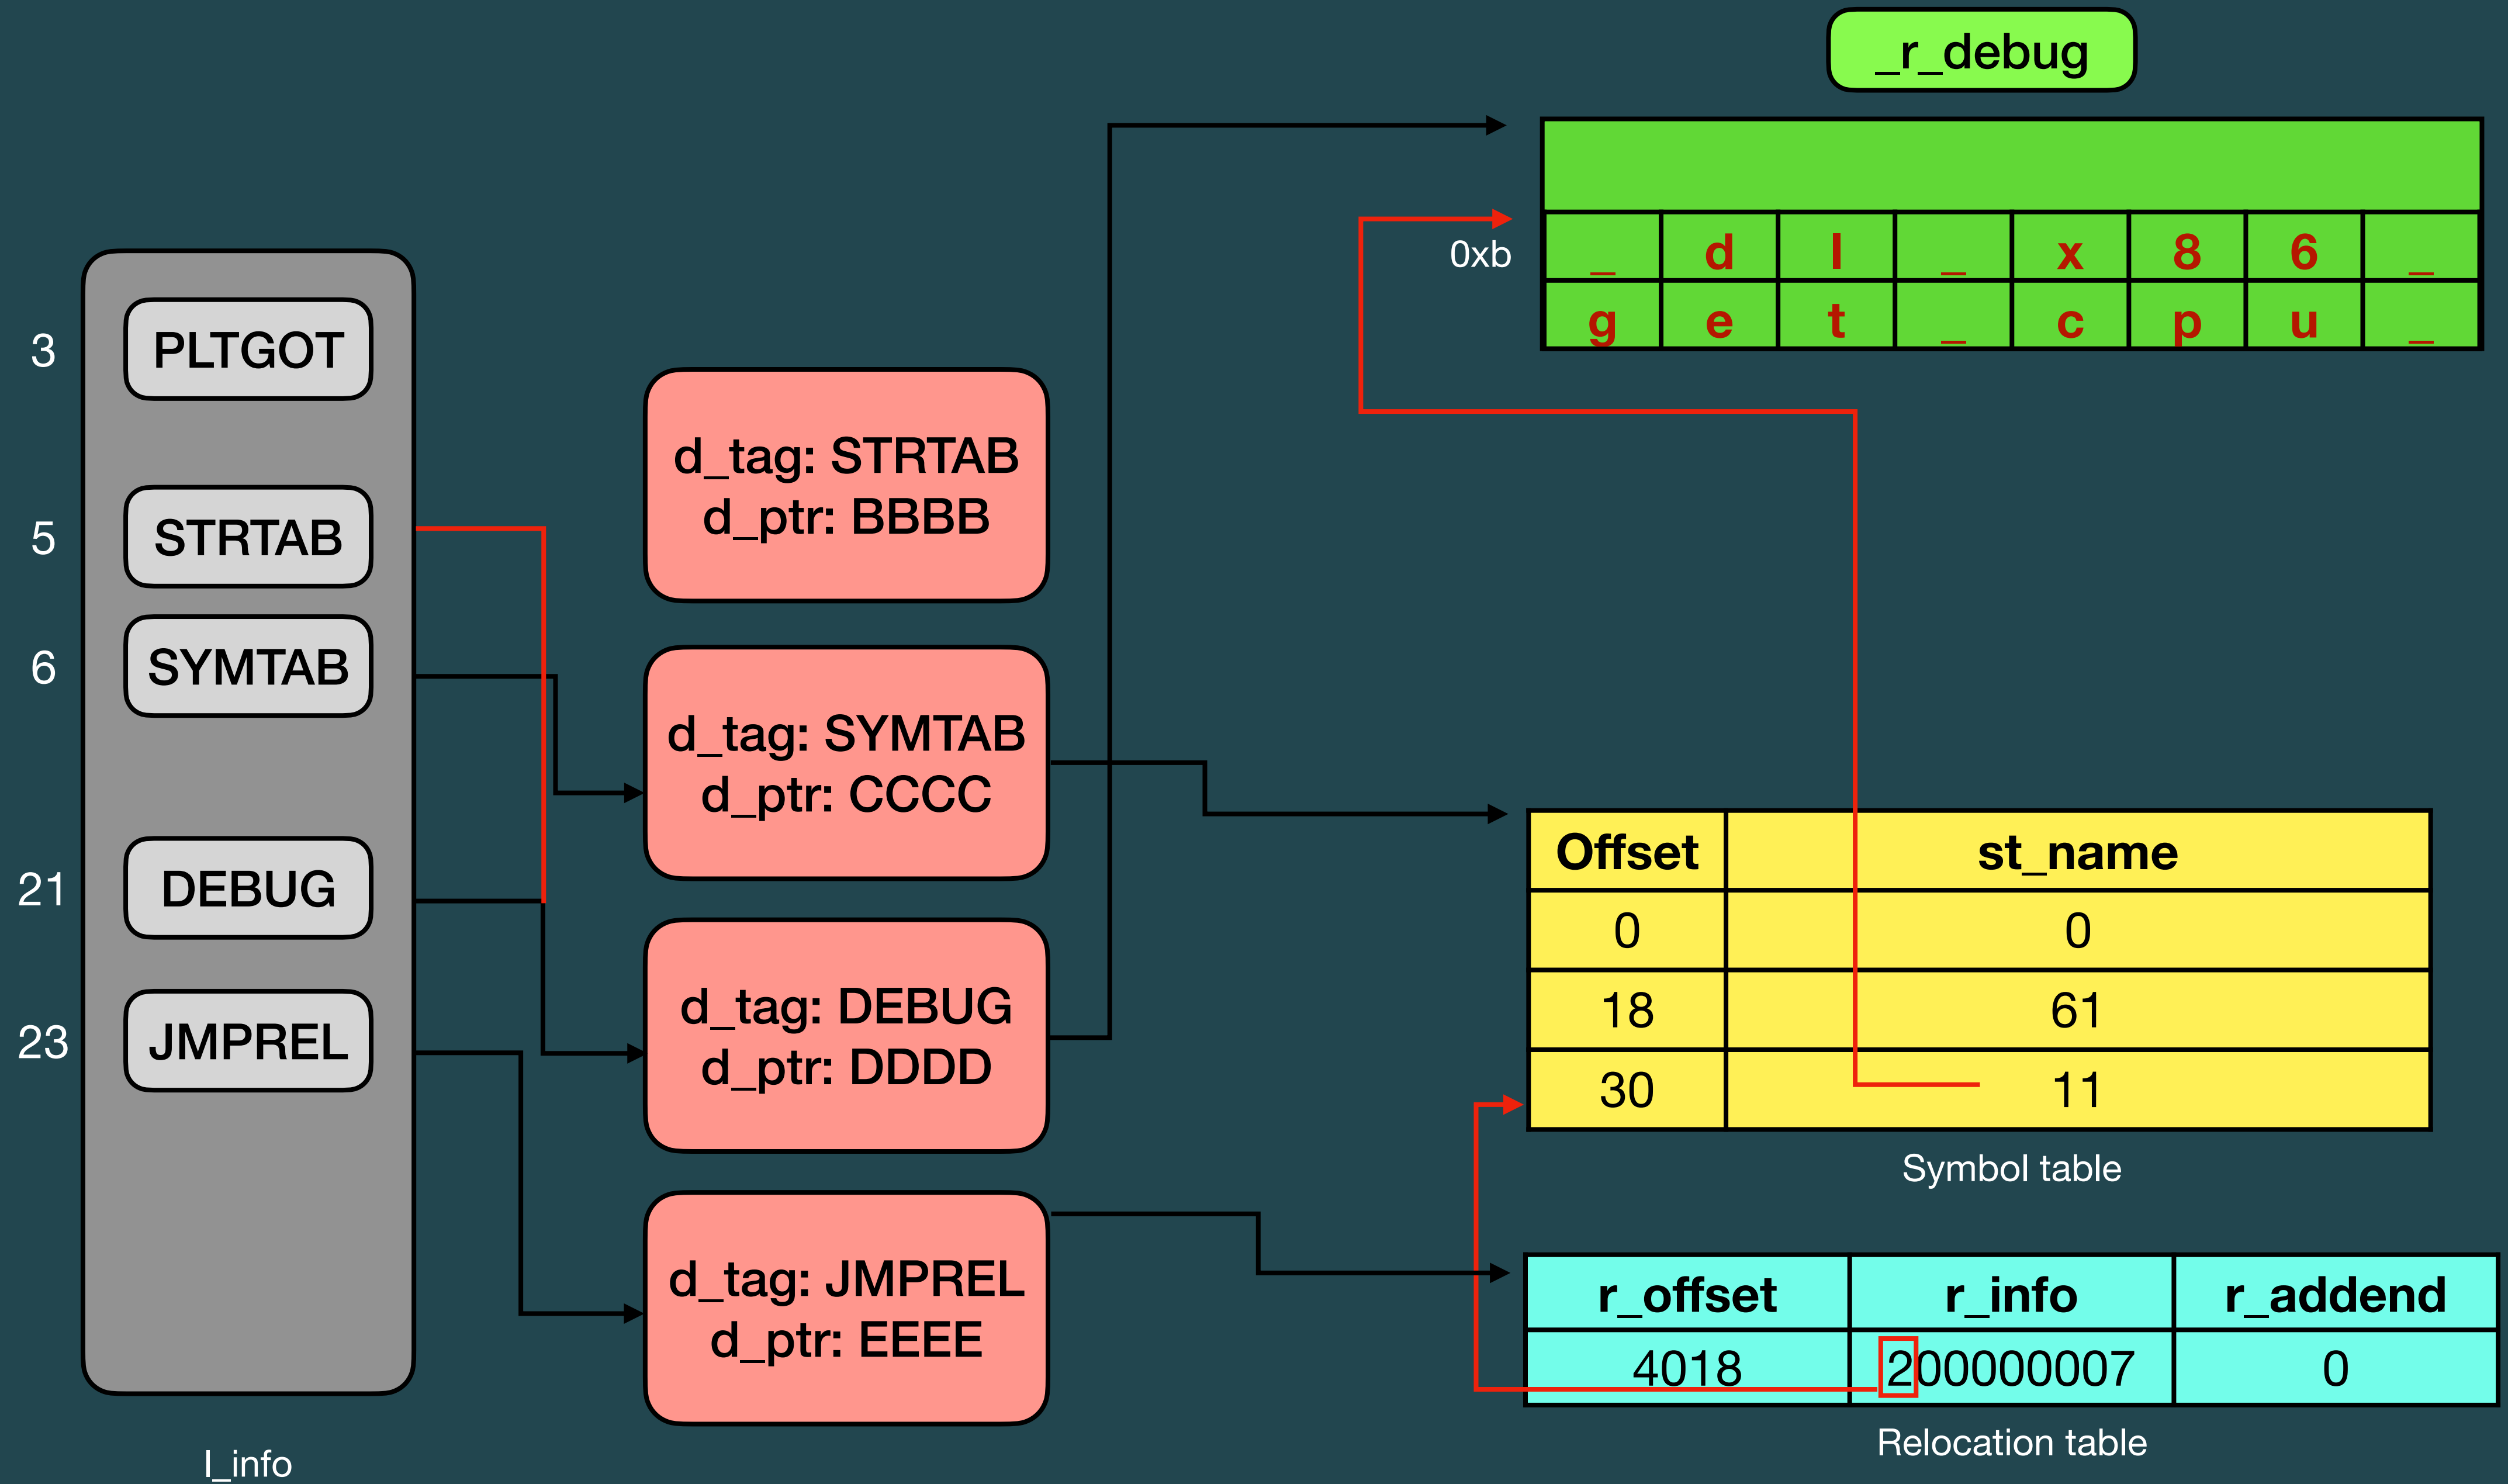 _r_debug
_ d l _ x 8 6 _
0xb
g e t _ c p u _
3 PLTGOT
5 STRTAB
6 SYMTAB
21 DEBUG
23 JMPREL
l_info
d_tag: STRTAB
d_ptr: BBBB
d_tag: SYMTAB
d_ptr: CCCC
d_tag: DEBUG
d_ptr: DDDD
d_tag: JMPREL
d_ptr: EEEE
Offset st_name
0 0
18 61
30 11
Symbol table
r_offset r_info r_addend
4018 200000007 0
Relocation table